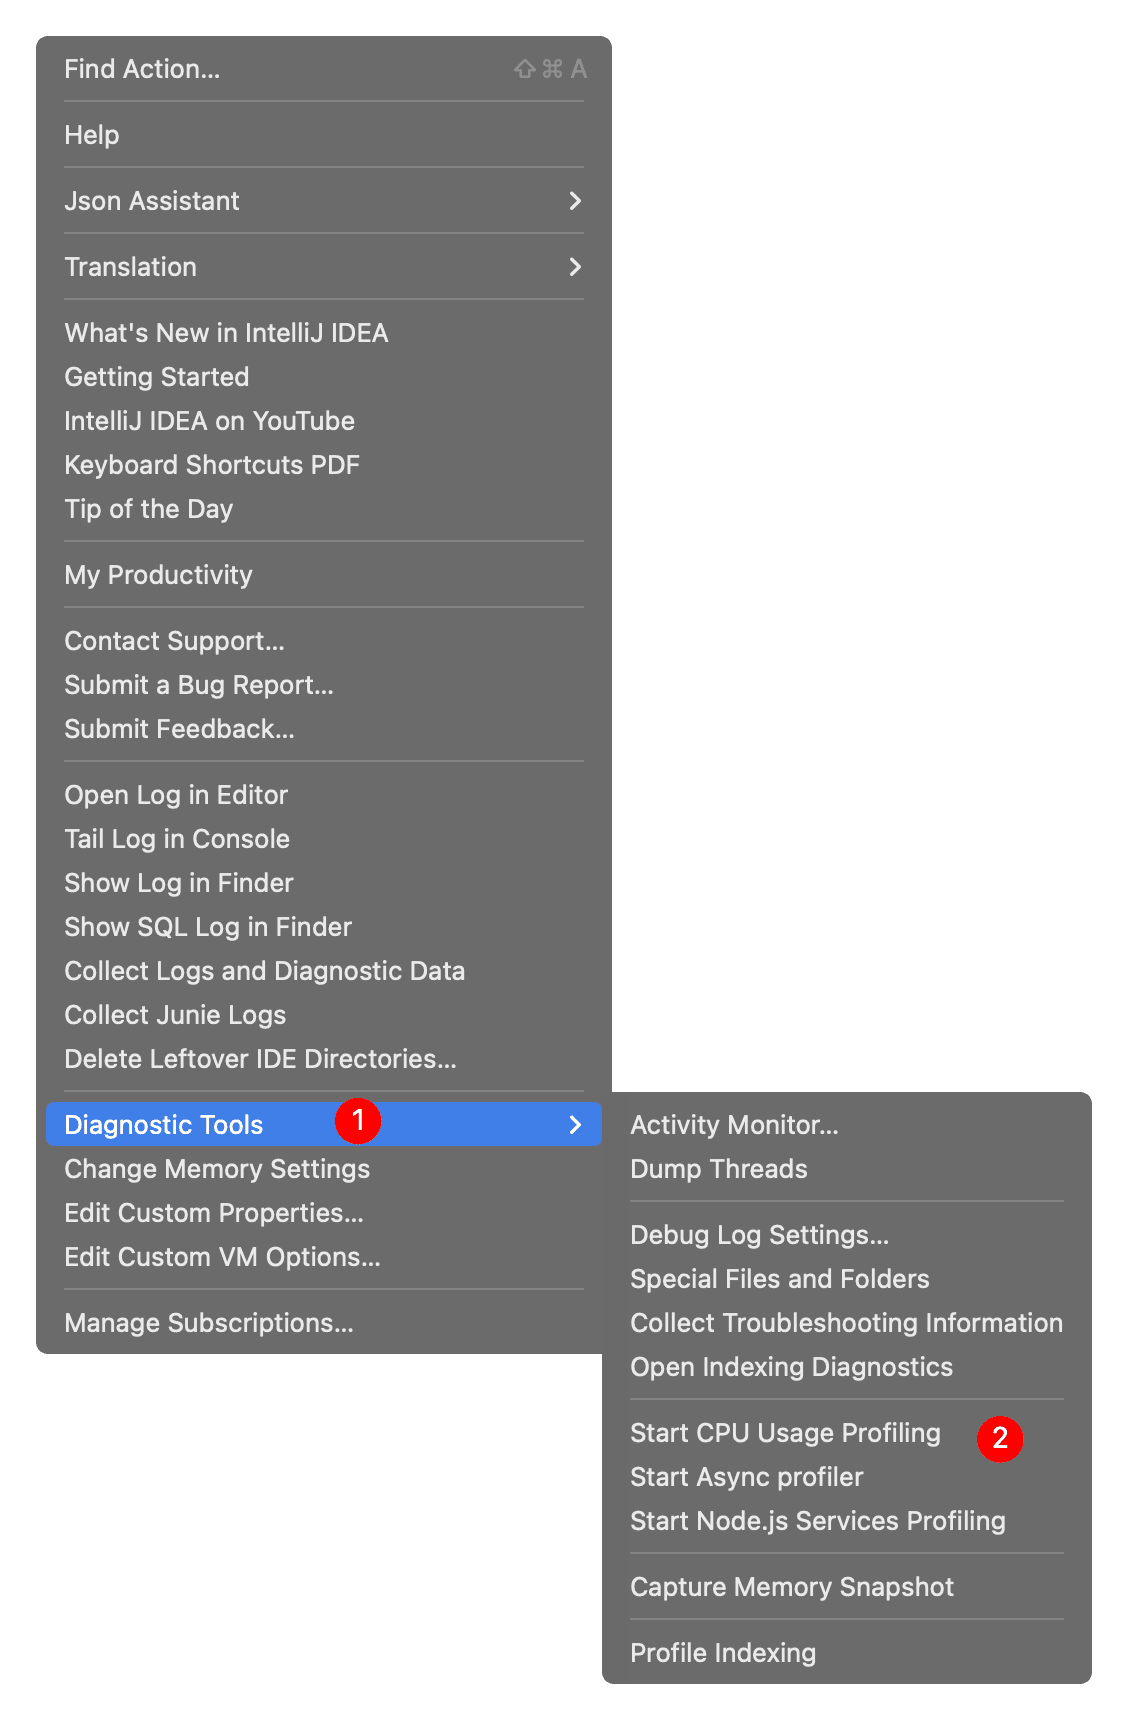 Find Action... ⇧⌘A
Help
Json Assistant
Translation
What's New in IntelliJ IDEA
Getting Started
IntelliJ IDEA on YouTube
Keyboard Shortcuts PDF
Tip of the Day
My Productivity
Contact Support...
Submit a Bug Report...
Submit Feedback...
Open Log in Editor
Tail Log in Console
Show Log in Finder
Show SQL Log in Finder
Collect Logs and Diagnostic Data
Collect Junie Logs
Delete Leftover IDE Directories...
Diagnostic Tools 1
Change Memory Settings
Edit Custom Properties...
Edit Custom VM Options...
Manage Subscriptions...
Activity Monitor...
Dump Threads
Debug Log Settings...
Special Files and Folders
Collect Troubleshooting Information
Open Indexing Diagnostics
Start CPU Usage Profiling 2
Start Async profiler
Start Node.js Services Profiling
Capture Memory Snapshot
Profile Indexing